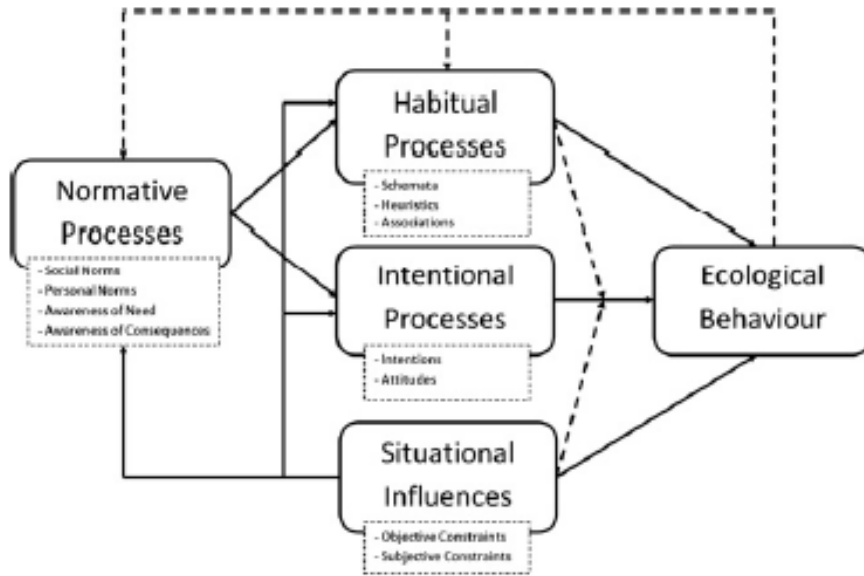 Habitual
Processes
- Schemata
- Heuristics
- Associations
Normative
Processes
- Social Norms
- Personal Norms
- Awareness of Need
- Awareness of Consequences
Intentional
Processes
- Intentions
- Attitudes
Ecological
Behaviour
Situational
Influences
- Objective Constraints
- Subjective Constraints